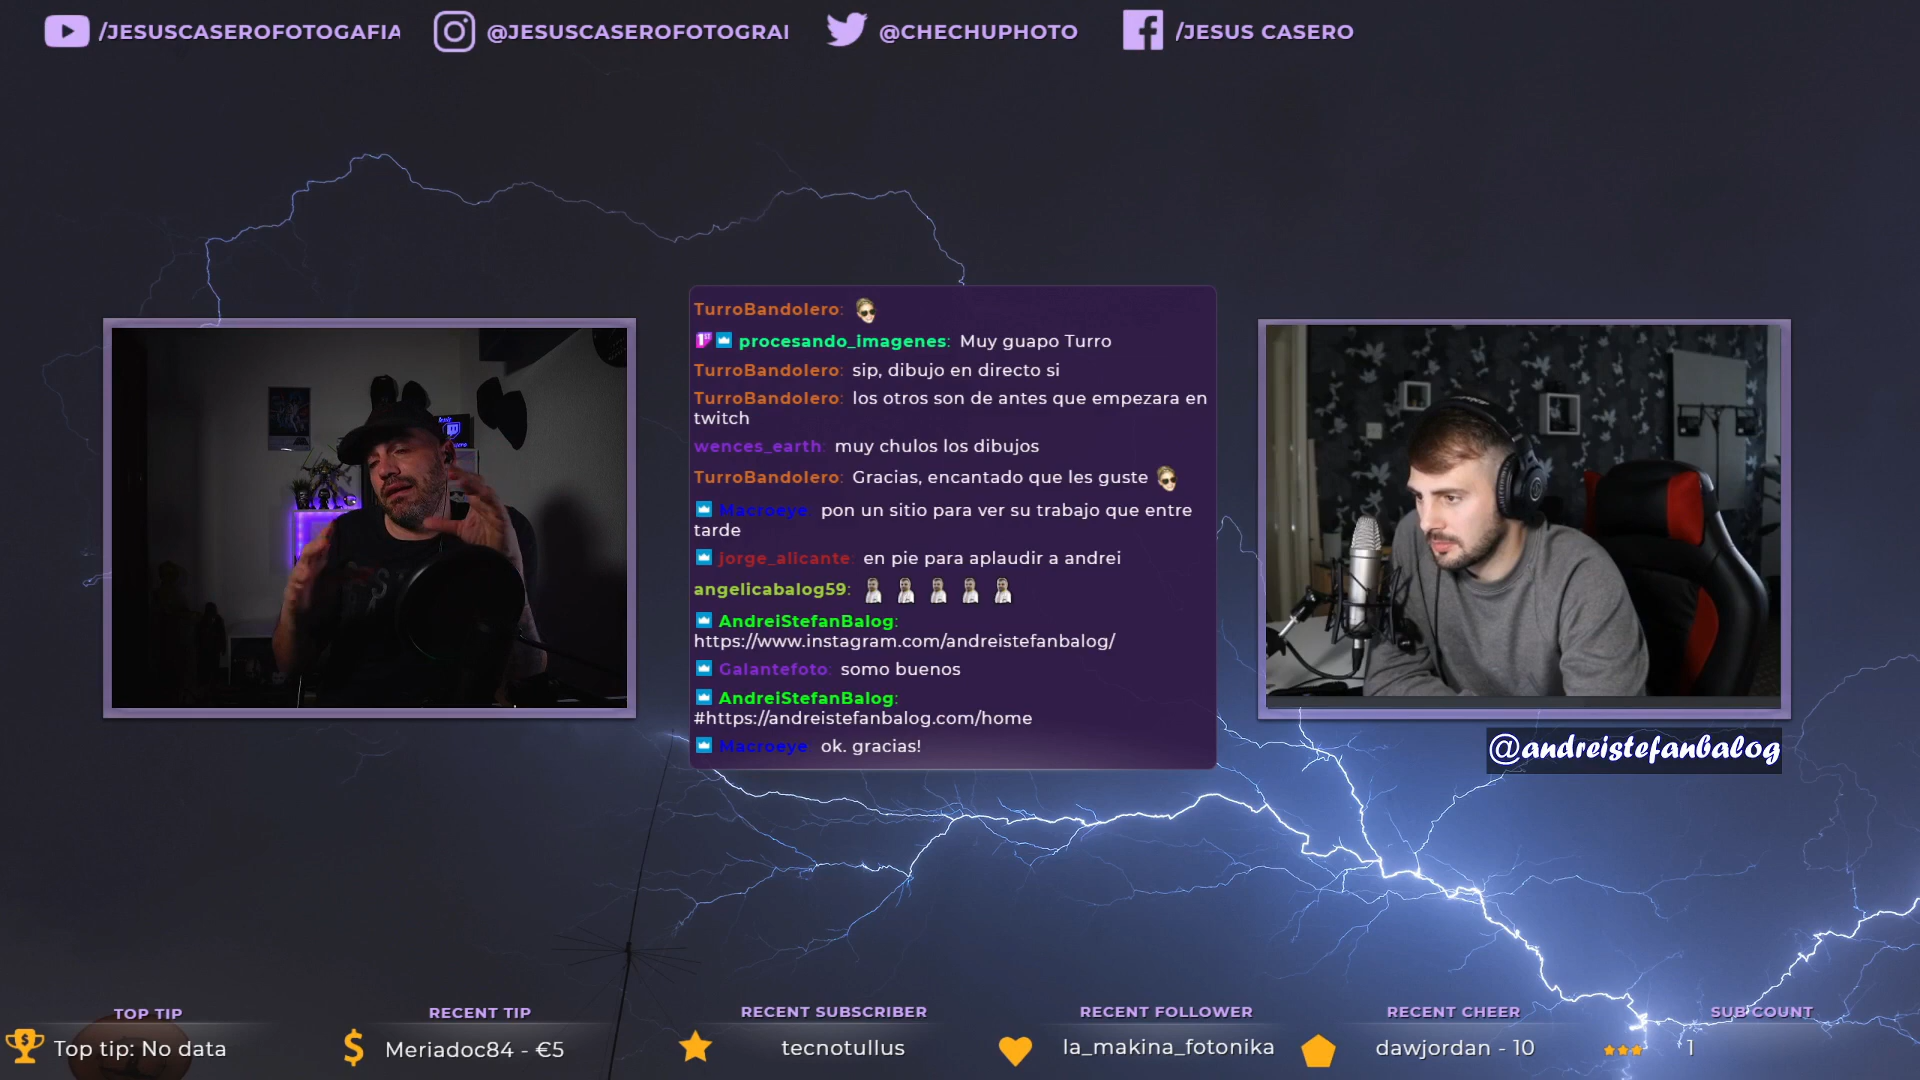 /JESUSCASEROFOTOGAFIA
@JESUSCASEROFOTOGRAI
@CHECHUPHOTO
/JESUS CASERO
TurroBandolero:
procesando_imagenes: Muy guapo Turro
TurroBandolero: sip, dibujo en directo si
TurroBandolero: los otros son de antes que empezara en
twitch
wences_earth: muy chulos los dibujos
TurroBandolero: Gracias, encantado que les guste
Macroeye: pon un sitio para ver su trabajo que entre
tarde
jorge_alicante: en pie para aplaudir a andrei
angelicabalog59:
AndreiStefanBalog:
https://www.instagram.com/andreistefanbalog/
Galantefoto: somo buenos
AndreiStefanBalog:
#https://andreistefanbalog.com/home
Macroeye: ok. gracias!
@andreistefanbalog
TOP TIP
Top tip: No data
RECENT TIP
Meriadoc84 - €5
RECENT SUBSCRIBER
tecnotullus
RECENT FOLLOWER
la_makina_fotonika
RECENT CHEER
dawjordan - 10
SUB COUNT
1